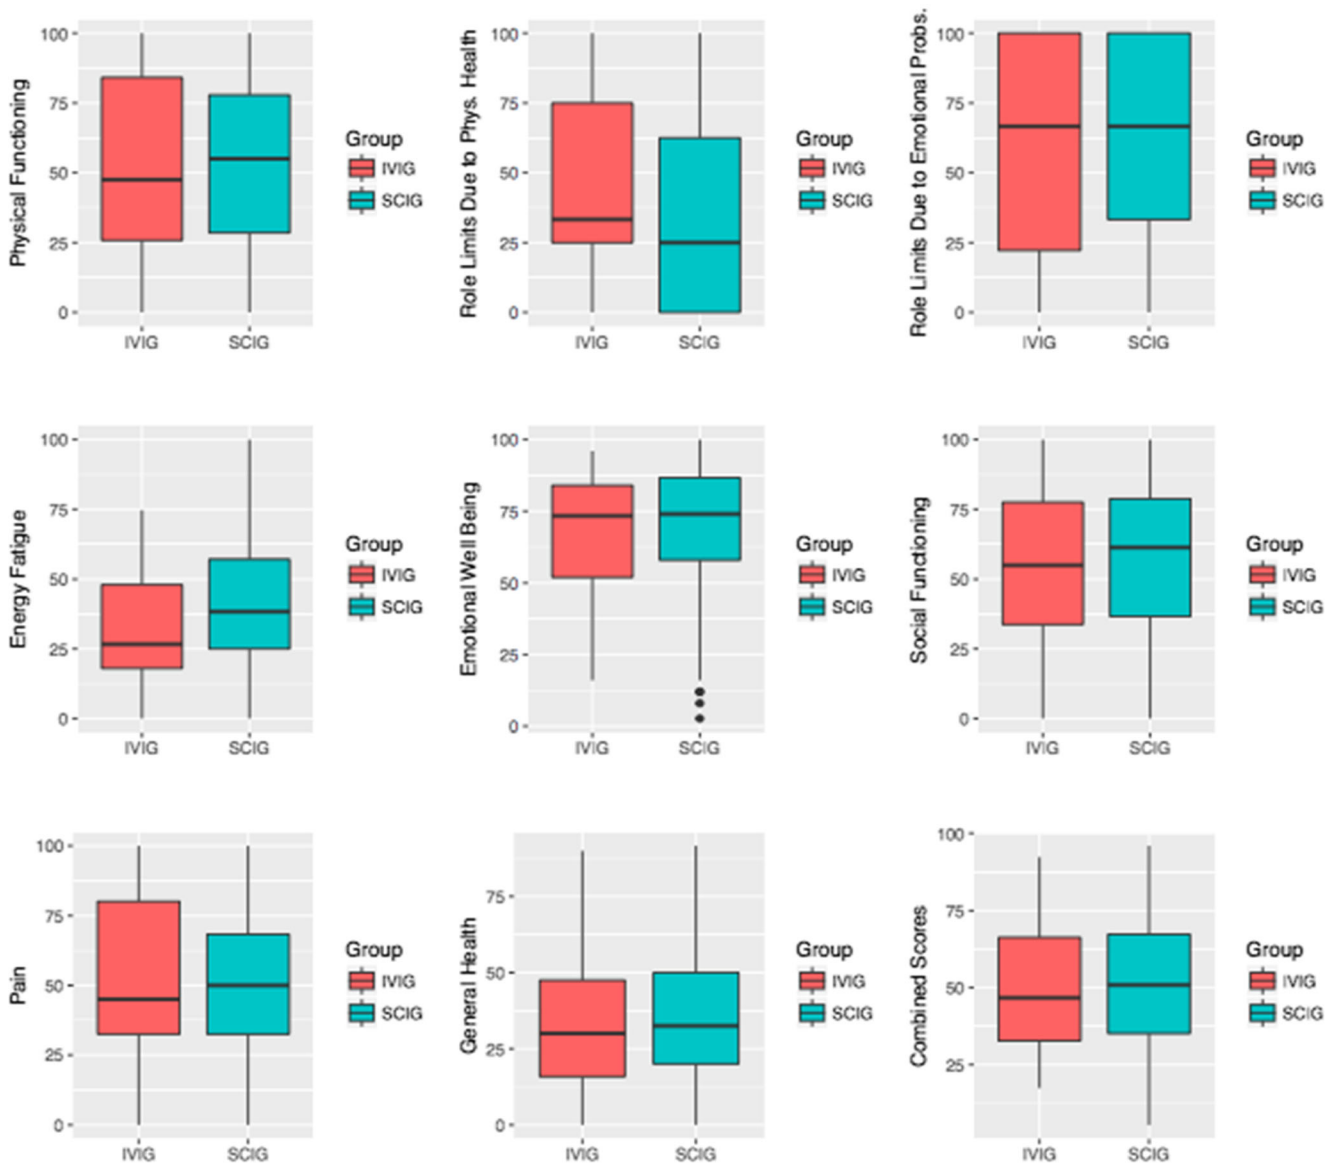 Physical Functioning
100
75
50
25
0
IVIG
SCIG
Group
IVIG
SCIG
Role Limits Due to Phys. Health
100
75
50
25
0
IVIG
SCIG
Group
IVIG
SCIG
Role Limits Due to Emotional Probs.
100
75
50
25
0
IVIG
SCIG
Group
IVIG
SCIG
Energy Fatigue
100
75
50
25
0
IVIG
SCIG
Group
IVIG
SCIG
Emotional Well Being
100
75
50
25
0
IVIG
SCIG
Group
IVIG
SCIG
Social Functioning
100
75
50
25
0
IVIG
SCIG
Group
IVIG
SCIG
Pain
100
75
50
25
0
IVIG
SCIG
Group
IVIG
SCIG
General Health
75
50
25
0
IVIG
SCIG
Group
IVIG
SCIG
Combined Scores
100
75
50
25
IVIG
SCIG
Group
IVIG
SCIG